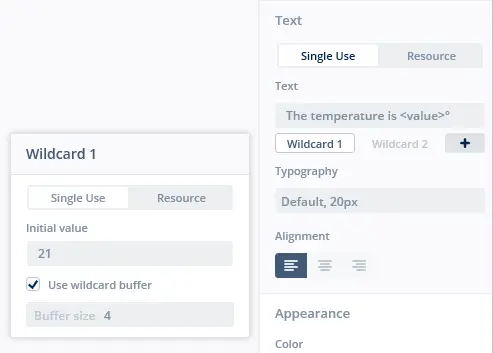 Text
Single Use Resource
Text
The temperature is <value>°
Wildcard 1 Wildcard 2 +
Typography
Default, 20px
Alignment
Appearance
Color
Wildcard 1
Single Use Resource
Initial value
21
Use wildcard buffer
Buffer size 4